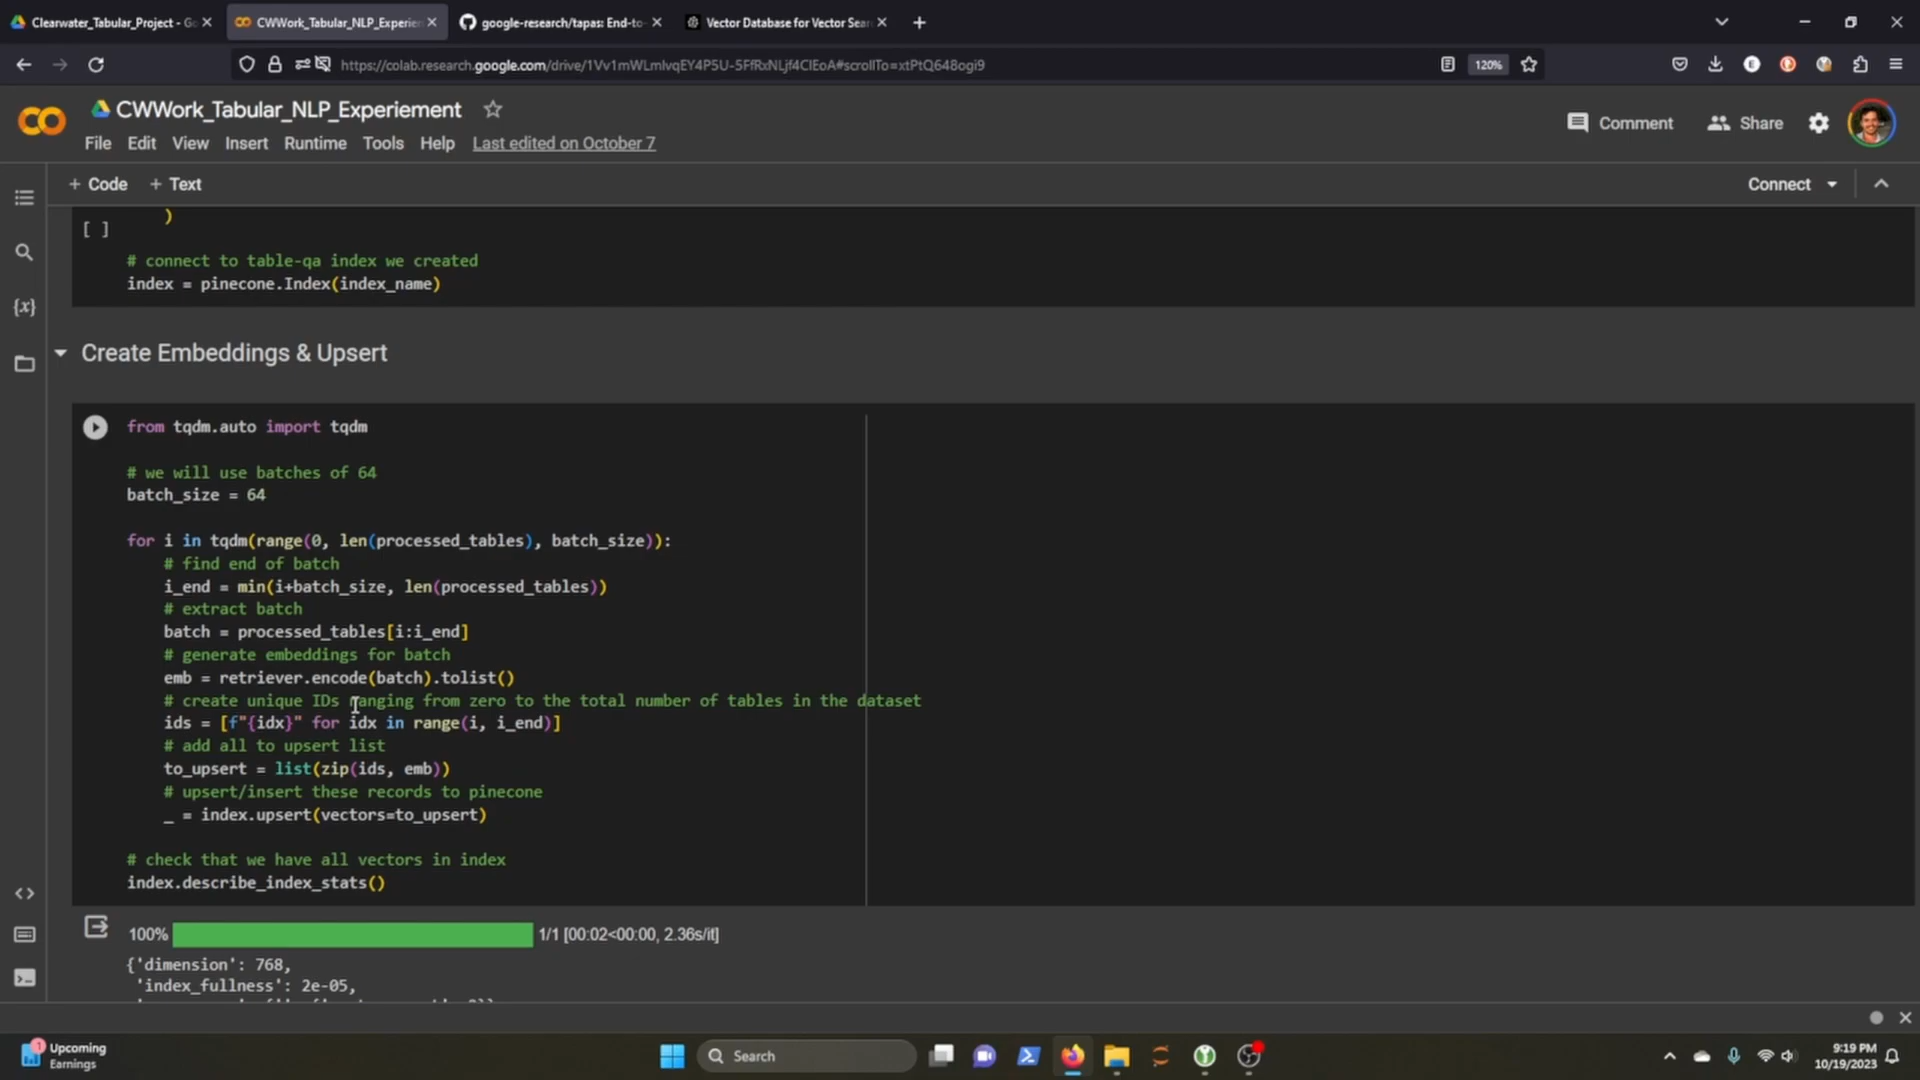 Clearwater_Tabular_Project - Go
CWWork_Tabular_NLP_Experie
google-research/tapas: End-to-
Vector Database for Vector Sear
https://colab.research.google.com/drive/1Vv1mWLmlvqEY4P5U-5FfRxNLjf4ClEoA#scrollTo=xtPtQ648ogi9
120%
CWWork_Tabular_NLP_Experiement
File Edit View Insert Runtime Tools Help Last edited on October 7
Comment
Share
+ Code + Text
Connect
)
[ ]
# connect to table-qa index we created
index = pinecone.Index(index_name)
Create Embeddings & Upsert
from tqdm.auto import tqdm
# we will use batches of 64
batch_size = 64
for i in tqdm(range(0, len(processed_tables), batch_size)):
# find end of batch
i_end = min(i+batch_size, len(processed_tables))
# extract batch
batch = processed_tables[i:i_end]
# generate embeddings for batch
emb = retriever.encode(batch).tolist()
# create unique IDs ranging from zero to the total number of tables in the dataset
ids = [f"{idx}" for idx in range(i, i_end)]
# add all to upsert list
to_upsert = list(zip(ids, emb))
# upsert/insert these records to pinecone
_ = index.upsert(vectors=to_upsert)
# check that we have all vectors in index
index.describe_index_stats()
100% 1/1 [00:02<00:00, 2.36s/it]
{'dimension': 768,
'index_fullness': 2e-05,
1
Upcoming
Earnings
Search
9:19 PM
10/19/2023